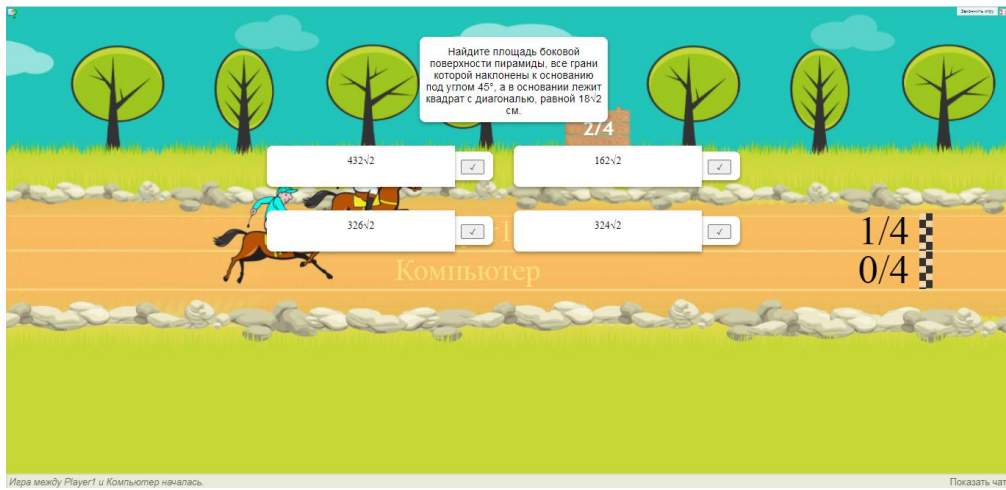 Закончить игру
Найдите площадь боковой
поверхности пирамиды, все грани
которой наклонены к основанию
под углом 45°, а в основании лежит
квадрат с диагональю, равной 18√2
см.
2/4
432√2
162√2
326√2
324√2
1/4
Компьютер
0/4
Игра между Player1 и Компьютер началась.
Показать чат